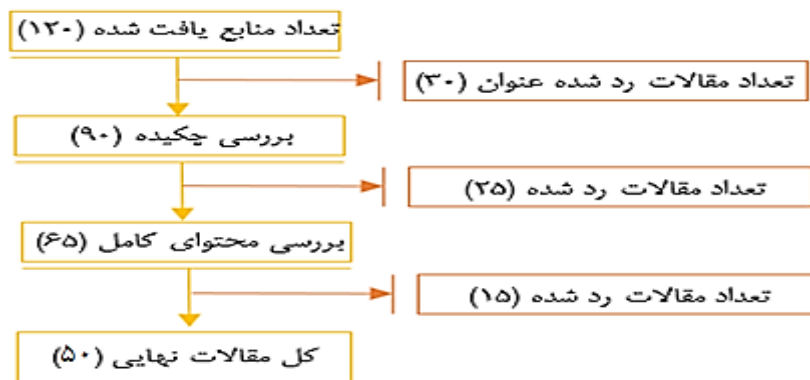 تعداد منابع یافت شده (۱۲۰)
تعداد مقالات رد شده عنوان (۳۰)
بررسی چکیده (۹۰)
تعداد مقالات رد شده (۲۵)
بررسی محتوای کامل (۶۵)
تعداد مقالات رد شده (۱۵)
کل مقالات نهایی (۵۰)